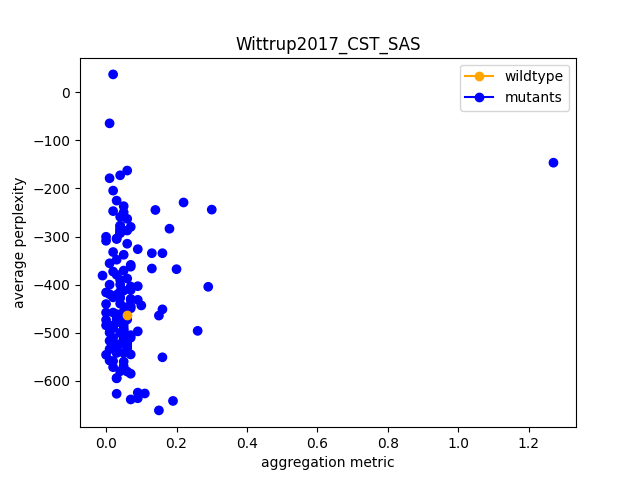 Wittrup2017_CST_SAS
wildtype
mutants
0
−100
−200
−300
−400
−500
−600
average perplexity
0.0 0.2 0.4 0.6 0.8 1.0 1.2
aggregation metric